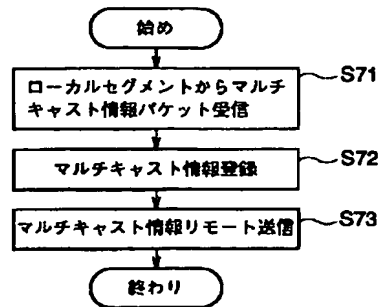 始め
ローカルセグメントからマルチ
キャスト情報パケット受信
S71
マルチキャスト情報登録
S72
マルチキャスト情報リモート送信
S73
終わり